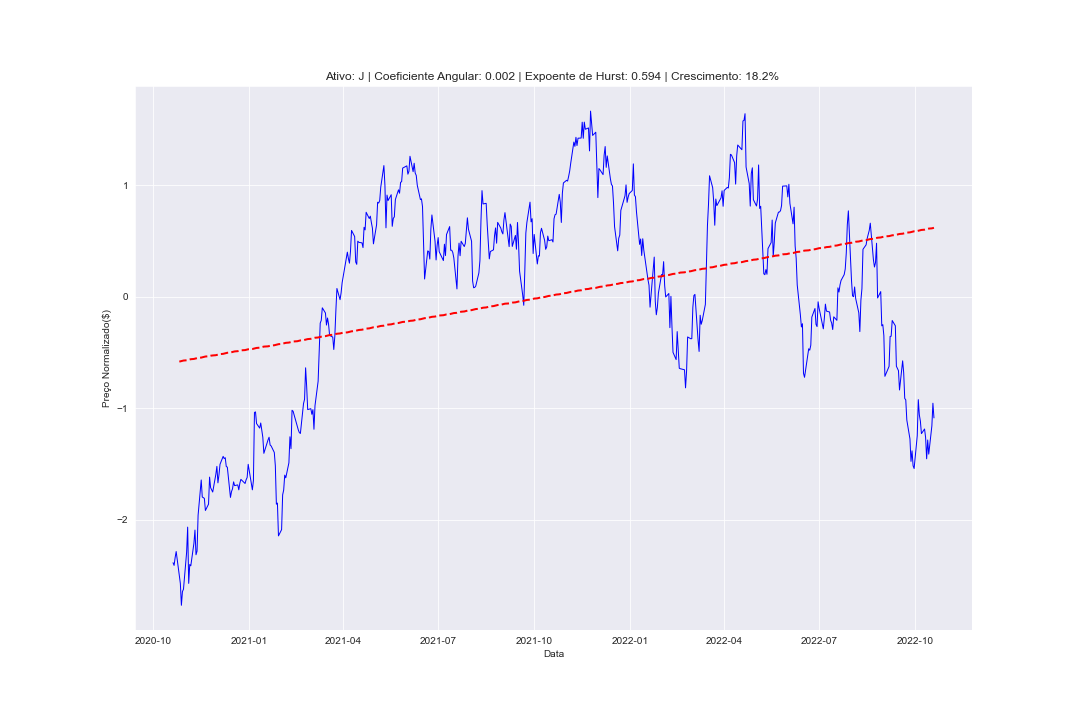 Ativo: J | Coeficiente Angular: 0.002 | Expoente de Hurst: 0.594 | Crescimento: 18.2%
Preço Normalizado($)
1
0
−1
−2
2020-10 2021-01 2021-04 2021-07 2021-10 2022-01 2022-04 2022-07 2022-10
Data